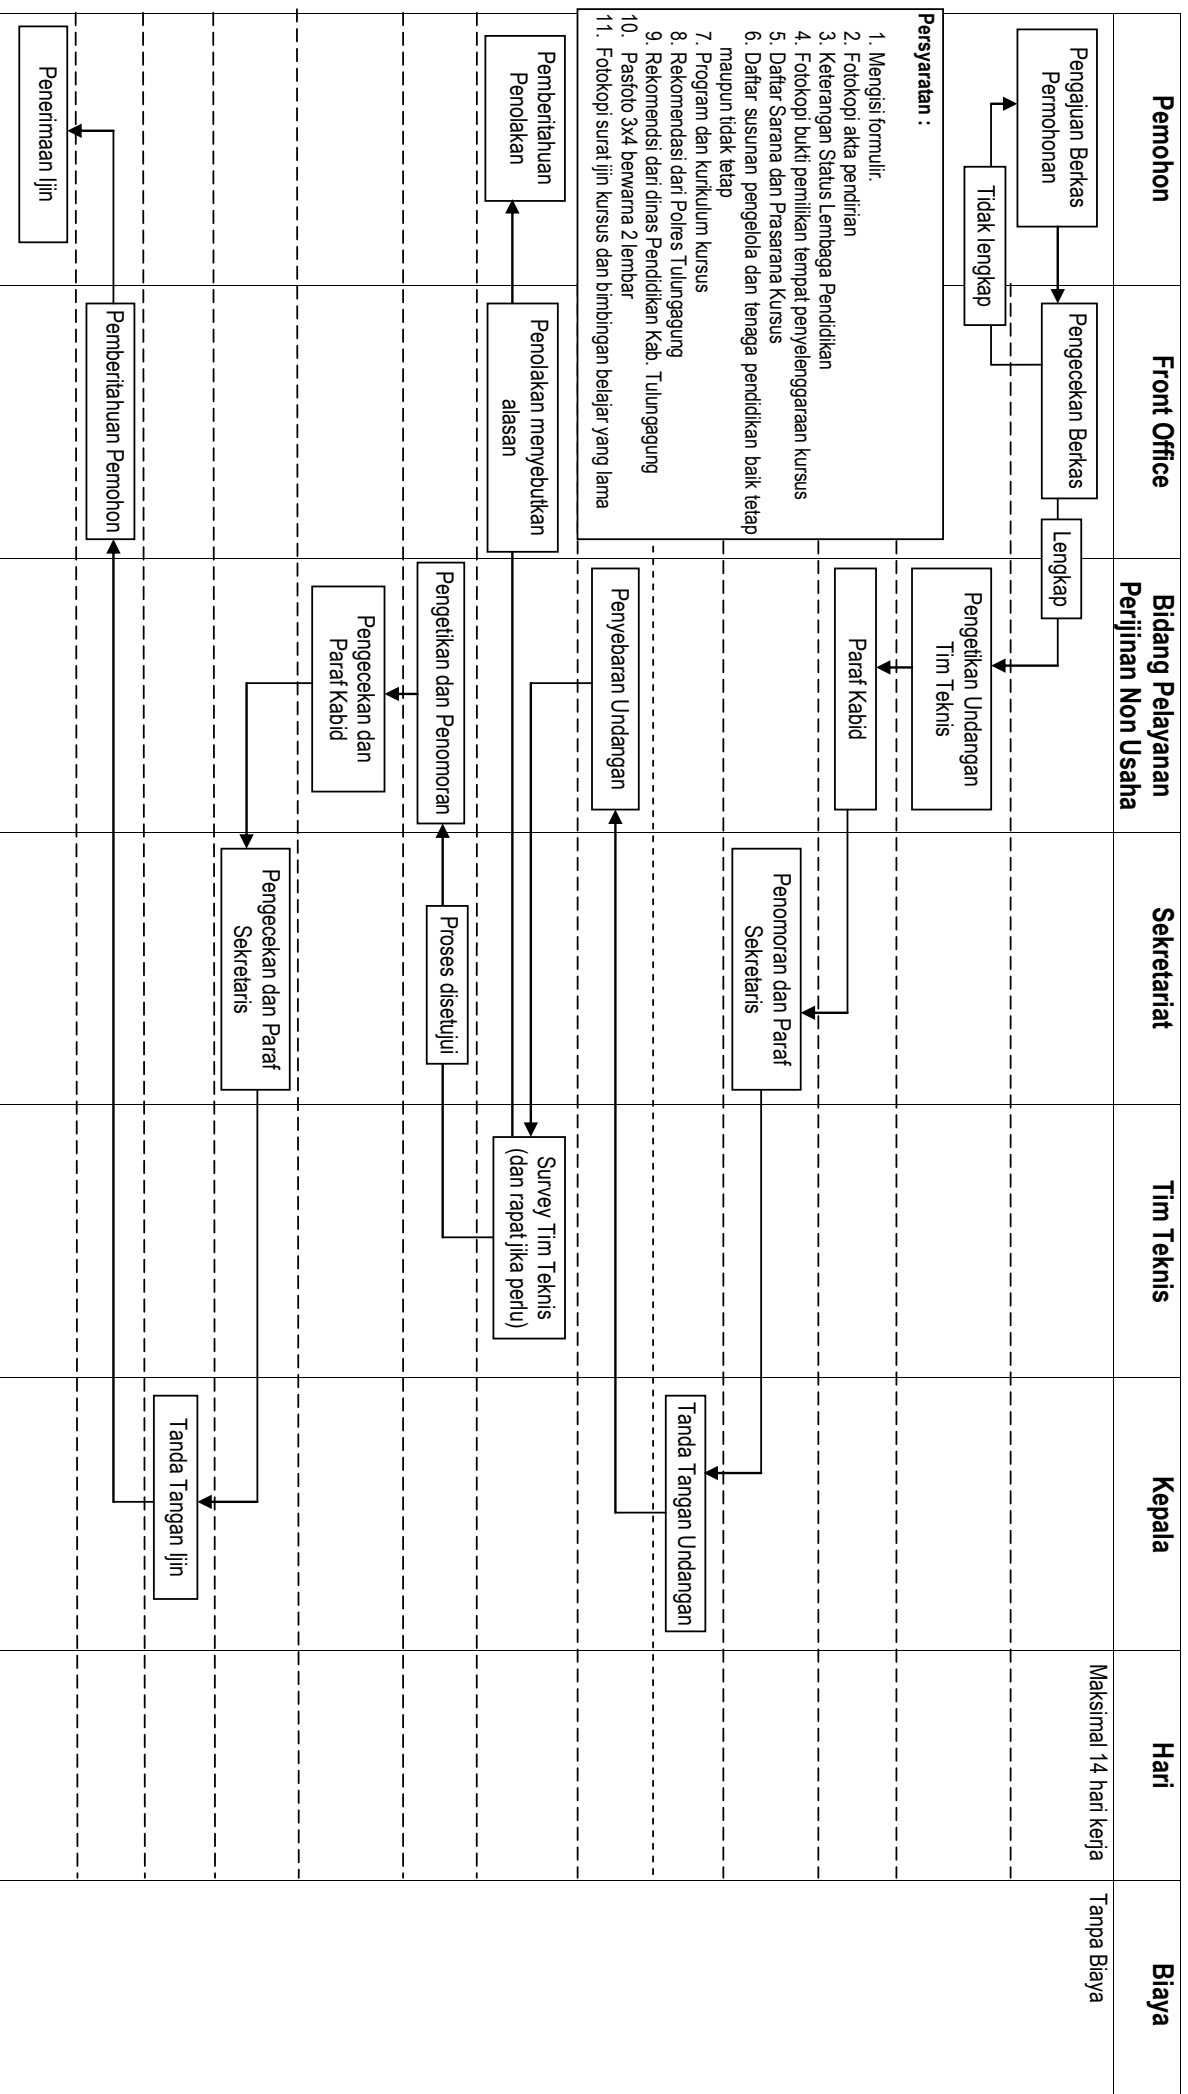 Pemohon
Front Office
Bidang Pelayanan
Perijinan Non Usaha
Sekretariat
Tim Teknis
Kepala
Hari
Biaya
Pengajuan Berkas
Permohonan
Pengecekan Berkas
Lengkap
Tidak lengkap
Maksimal 14 hari kerja
Tanpa Biaya
Pengetikan Undangan
Tim Teknis
Persyaratan :
1. Mengisi formulir.
2. Fotokopi akta pendirian
3. Keterangan Status Lembaga Pendidikan
4. Fotokopi bukti pemilikan tempat penyelenggaraan kursus
5. Daftar Sarana dan Prasarana Kursus
6. Daftar susunan pengelola dan tenaga pendidikan baik tetap
maupun tidak tetap
7. Program dan kurikulum kursus
8. Rekomendasi dari Polres Tulungagung
9. Rekomendsi dari dinas Pendidikan Kab. Tulungagung
10. Pasfoto 3x4 berwarna 2 lembar
11. Fotokopi surat ijin kursus dan bimbingan belajar yang lama
Paraf Kabid
Penomoran dan Paraf
Sekretaris
Tanda Tangan Undangan
Penyebaran Undangan
Pemberitahuan
Penolakan
Penolakan menyebutkan
alasan
Survey Tim Teknis
(dan rapat jika perlu)
Pengetikan dan Penomoran
Proses disetujui
Pengecekan dan
Paraf Kabid
Pengecekan dan Paraf
Sekretaris
Tanda Tangan Ijin
Pemberitahuan Pemohon
Penerimaan Ijin